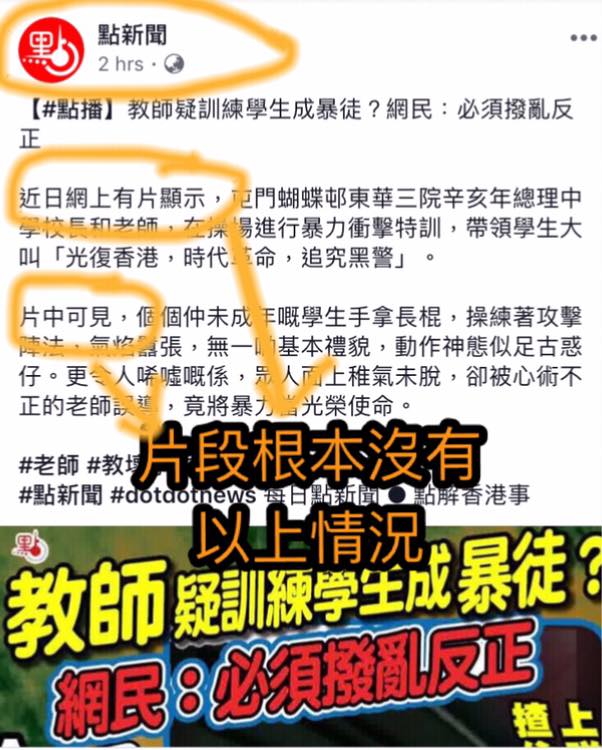 點新聞
2 hrs
【#點播】教師疑訓練學生成暴徒？網民：必須撥亂反
正
近日網上有片顯示，屯門蝴蝶邨東華三院辛亥年總理中
學校長和老師，在操場進行暴力衝擊特訓，帶領學生大
叫「光復香港，時代革命，追究黑警」。
片中可見，個個仲未成年嘅學生手拿長棍，操練著攻擊
陣法，氣焰囂張，無一啲基本禮貌，動作神態似足古惑
仔。更令人唏噓嘅係，眾人面上稚氣未脫，卻被心術不
正的老師誤導，竟將暴力當光榮使命。
#老師 #教壞
片段根本沒有
#點新聞 #dotdotnews 每日點新聞 ● 點解香港事
以上情況
點
教師疑訓練學生成暴徒？
網民：必須撥亂反正
揸上